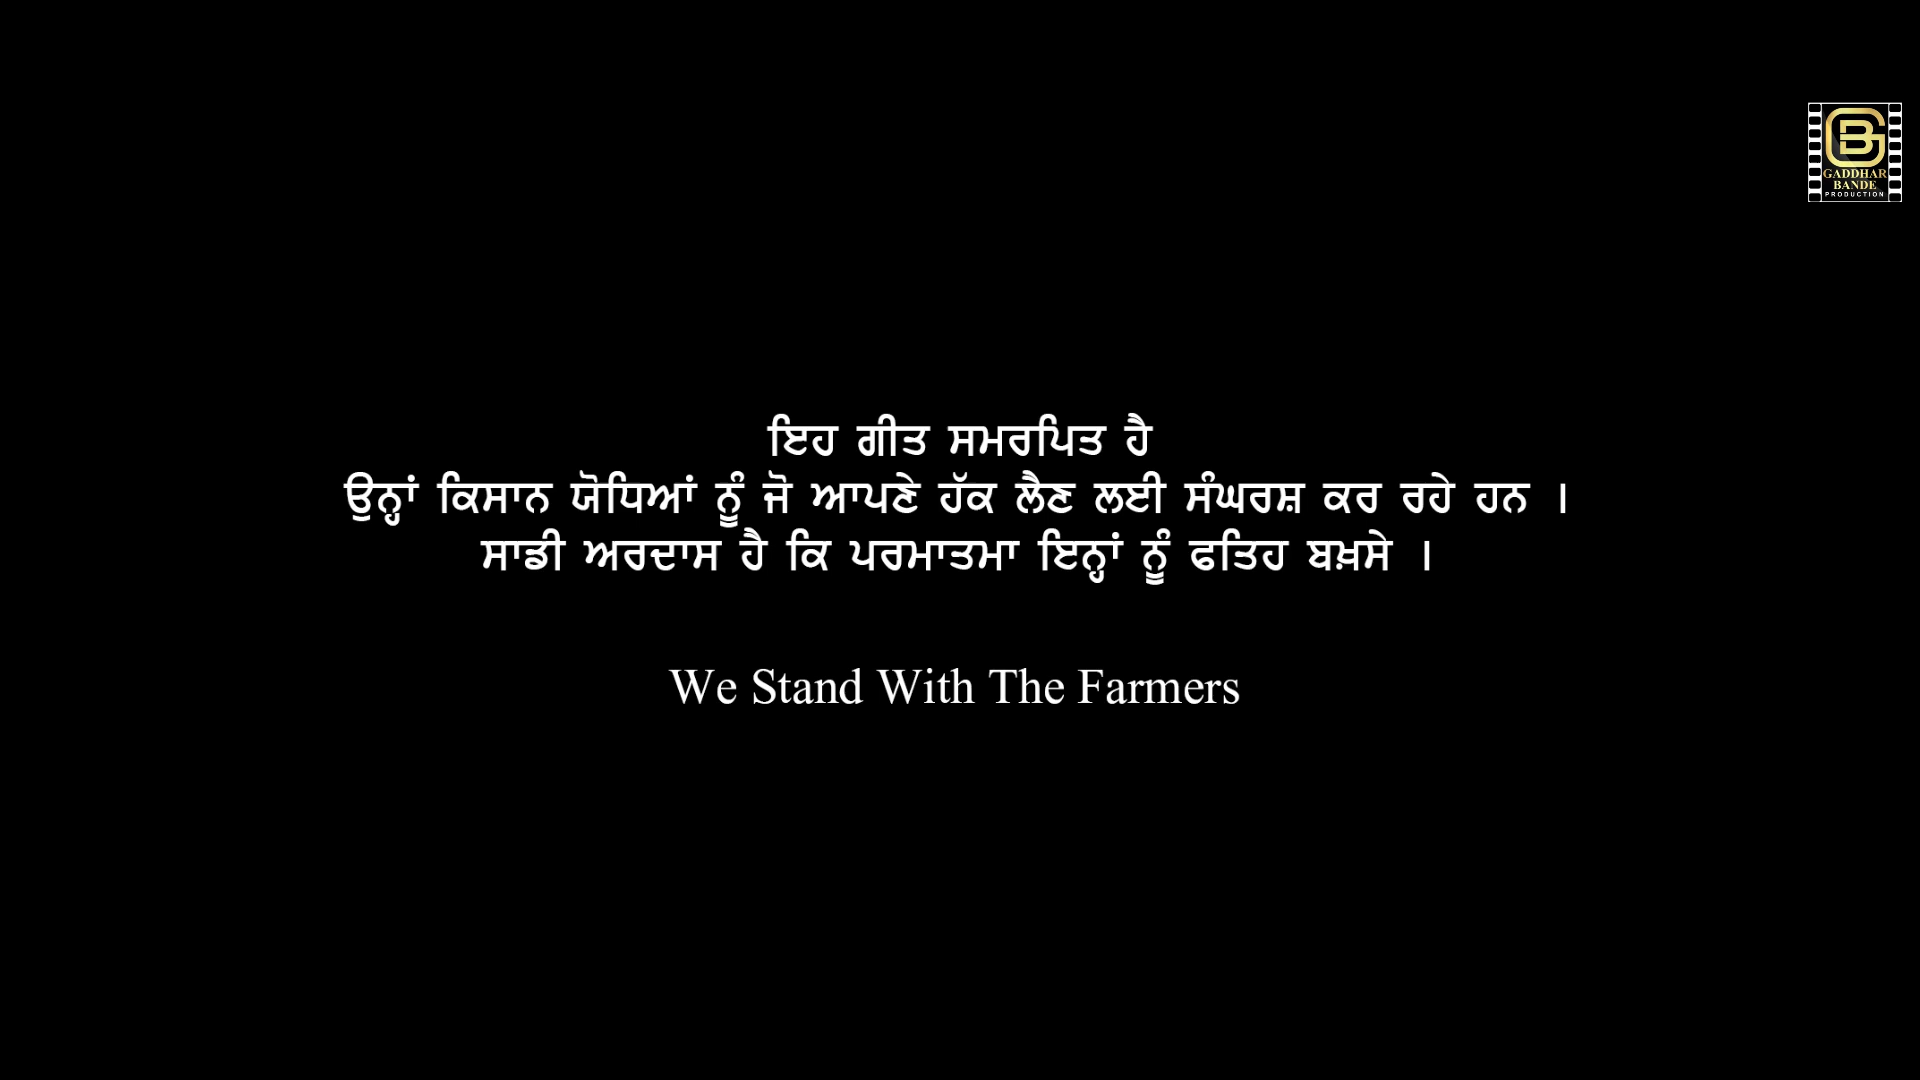 GB
GADDHAR
BANDE
PRODUCTION
ਇਹ ਗੀਤ ਸਮਰਪਿਤ ਹੈ
ਉਨ੍ਹਾਂ ਕਿਸਾਨ ਯੋਧਿਆਂ ਨੂੰ ਜੋ ਆਪਣੇ ਹੱਕ ਲੈਣ ਲਈ ਸੰਘਰਸ਼ ਕਰ ਰਹੇ ਹਨ ।
ਸਾਡੀ ਅਰਦਾਸ ਹੈ ਕਿ ਪਰਮਾਤਮਾ ਇਨ੍ਹਾਂ ਨੂੰ ਫਤਿਹ ਬਖ਼ਸੇ ।
We Stand With The Farmers